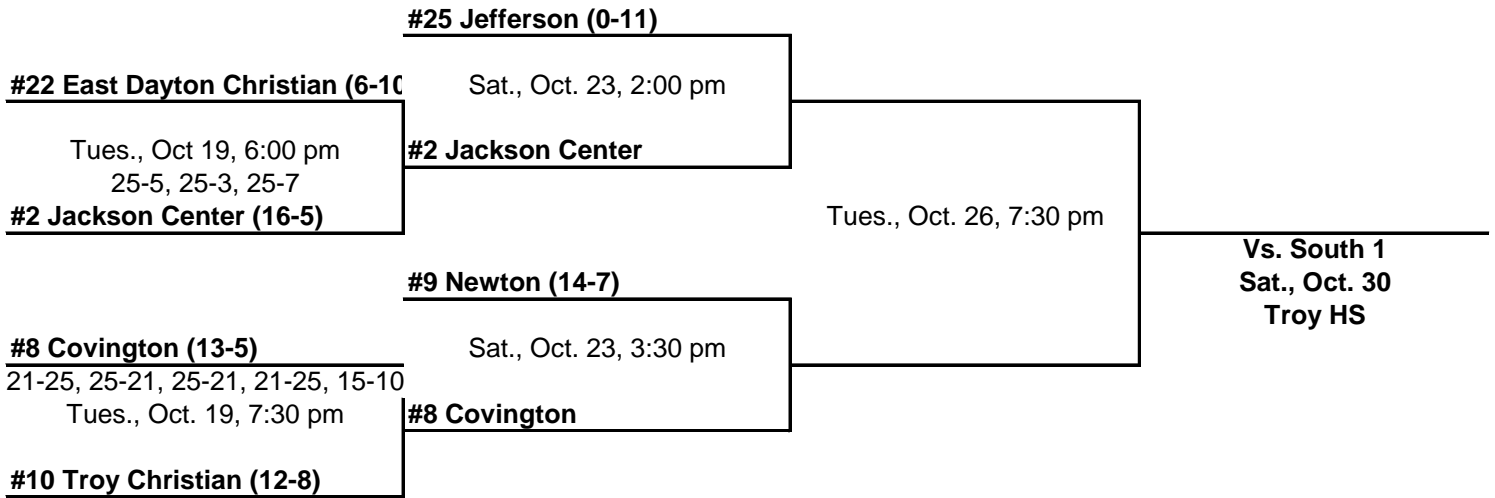 #25 Jefferson (0-11)
#22 East Dayton Christian (6-10
Sat., Oct. 23, 2:00 pm
Tues., Oct 19, 6:00 pm
#2 Jackson Center
25-5, 25-3, 25-7
#2 Jackson Center (16-5)
Tues., Oct. 26, 7:30 pm
Vs. South 1
Sat., Oct. 30
Troy HS
#9 Newton (14-7)
#8 Covington (13-5)
Sat., Oct. 23, 3:30 pm
21-25, 25-21, 25-21, 21-25, 15-10
Tues., Oct. 19, 7:30 pm
#8 Covington
#10 Troy Christian (12-8)